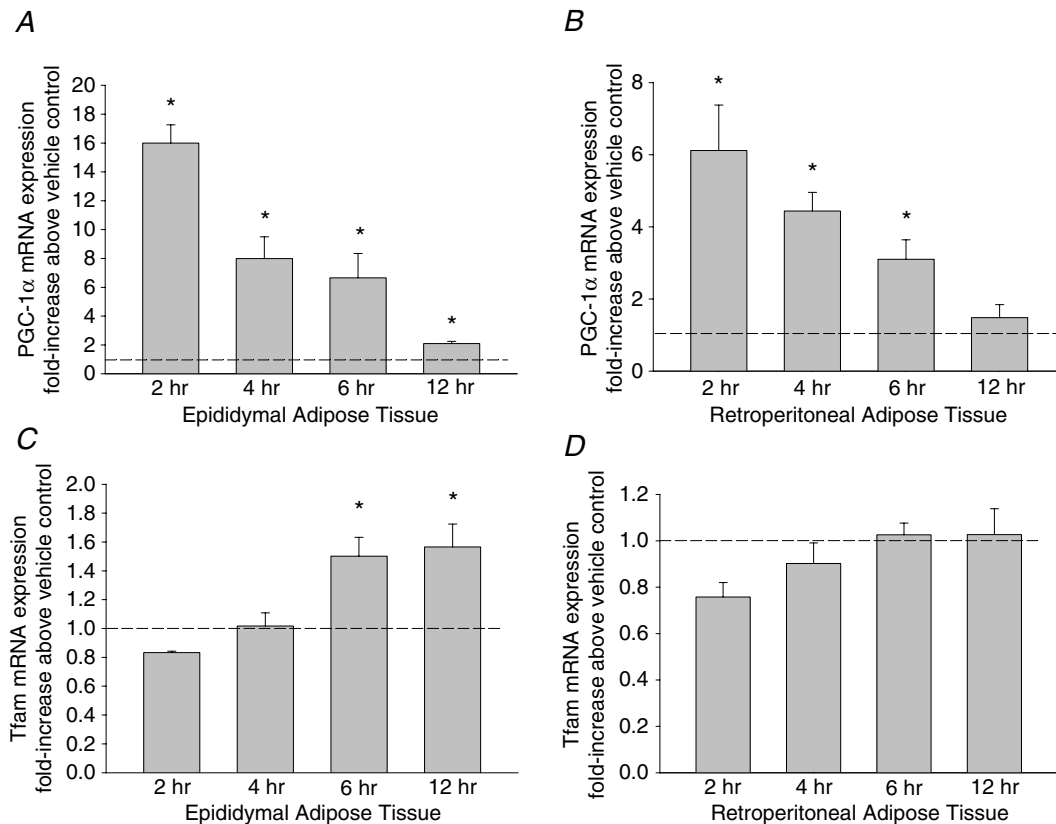 A
PGC-1α mRNA expression
fold-increase above vehicle control
20
18
16
14
12
10
8
6
4
2
0
*
*
*
*
2 hr
4 hr
6 hr
12 hr
Epididymal Adipose Tissue
B
PGC-1α mRNA expression
fold-increase above vehicle control
8
6
4
2
0
*
*
*
2 hr
4 hr
6 hr
12 hr
Retroperitoneal Adipose Tissue
C
Tfam mRNA expression
fold-increase above vehicle control
2.0
1.8
1.6
1.4
1.2
1.0
0.8
0.6
0.4
0.2
0.0
*
*
2 hr
4 hr
6 hr
12 hr
Epididymal Adipose Tissue
D
Tfam mRNA expression
fold-increase above vehicle control
1.2
1.0
0.8
0.6
0.4
0.2
0.0
2 hr
4 hr
6 hr
12 hr
Retroperitoneal Adipose Tissue